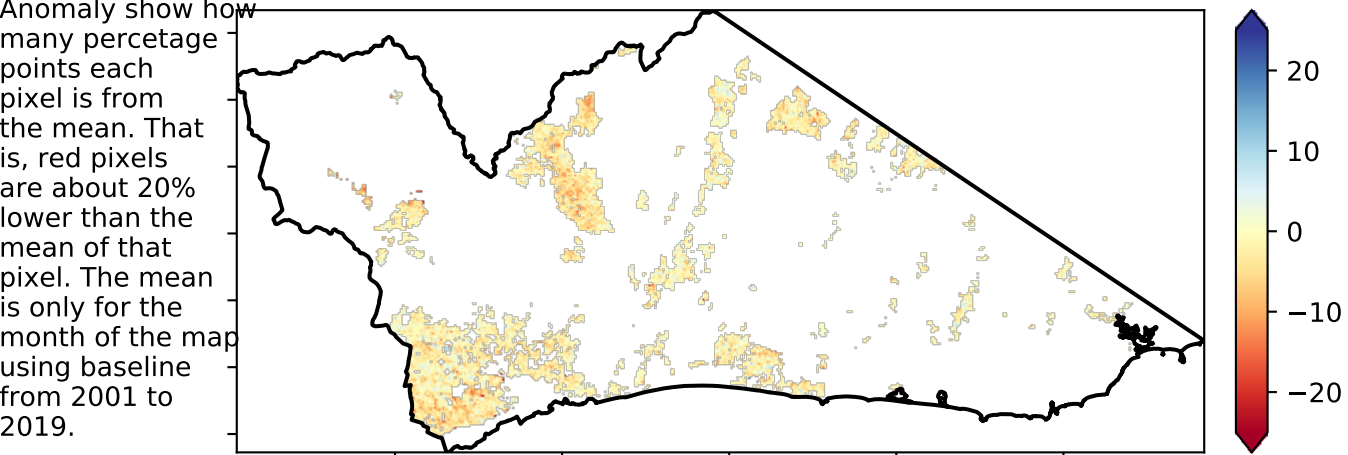 Anomaly show how
many percetage
points each
pixel is from
the mean. That
is, red pixels
are about 20%
lower than the
mean of that
pixel. The mean
is only for the
month of the map
using baseline
from 2001 to
2019.
20
10
0
−10
−20